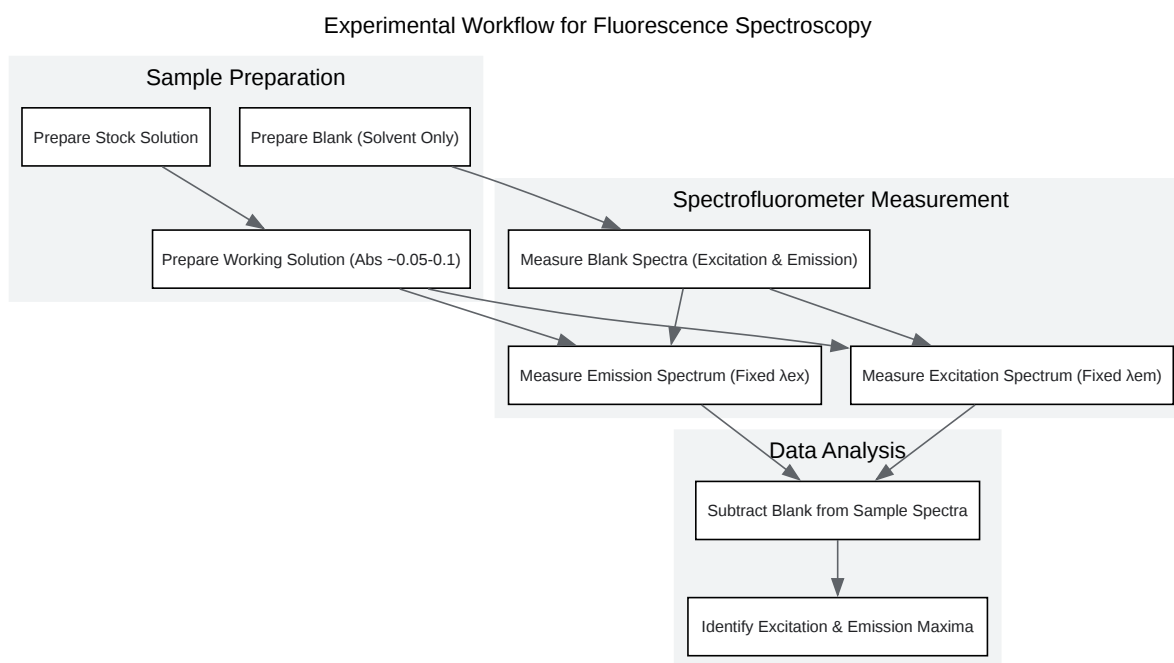 Experimental Workflow for Fluorescence Spectroscopy
Sample Preparation
Prepare Stock Solution
Prepare Blank (Solvent Only)
Prepare Working Solution (Abs ~0.05-0.1)
Spectrofluorometer Measurement
Measure Blank Spectra (Excitation & Emission)
Measure Emission Spectrum (Fixed λex)
Measure Excitation Spectrum (Fixed λem)
Data Analysis
Subtract Blank from Sample Spectra
Identify Excitation & Emission Maxima